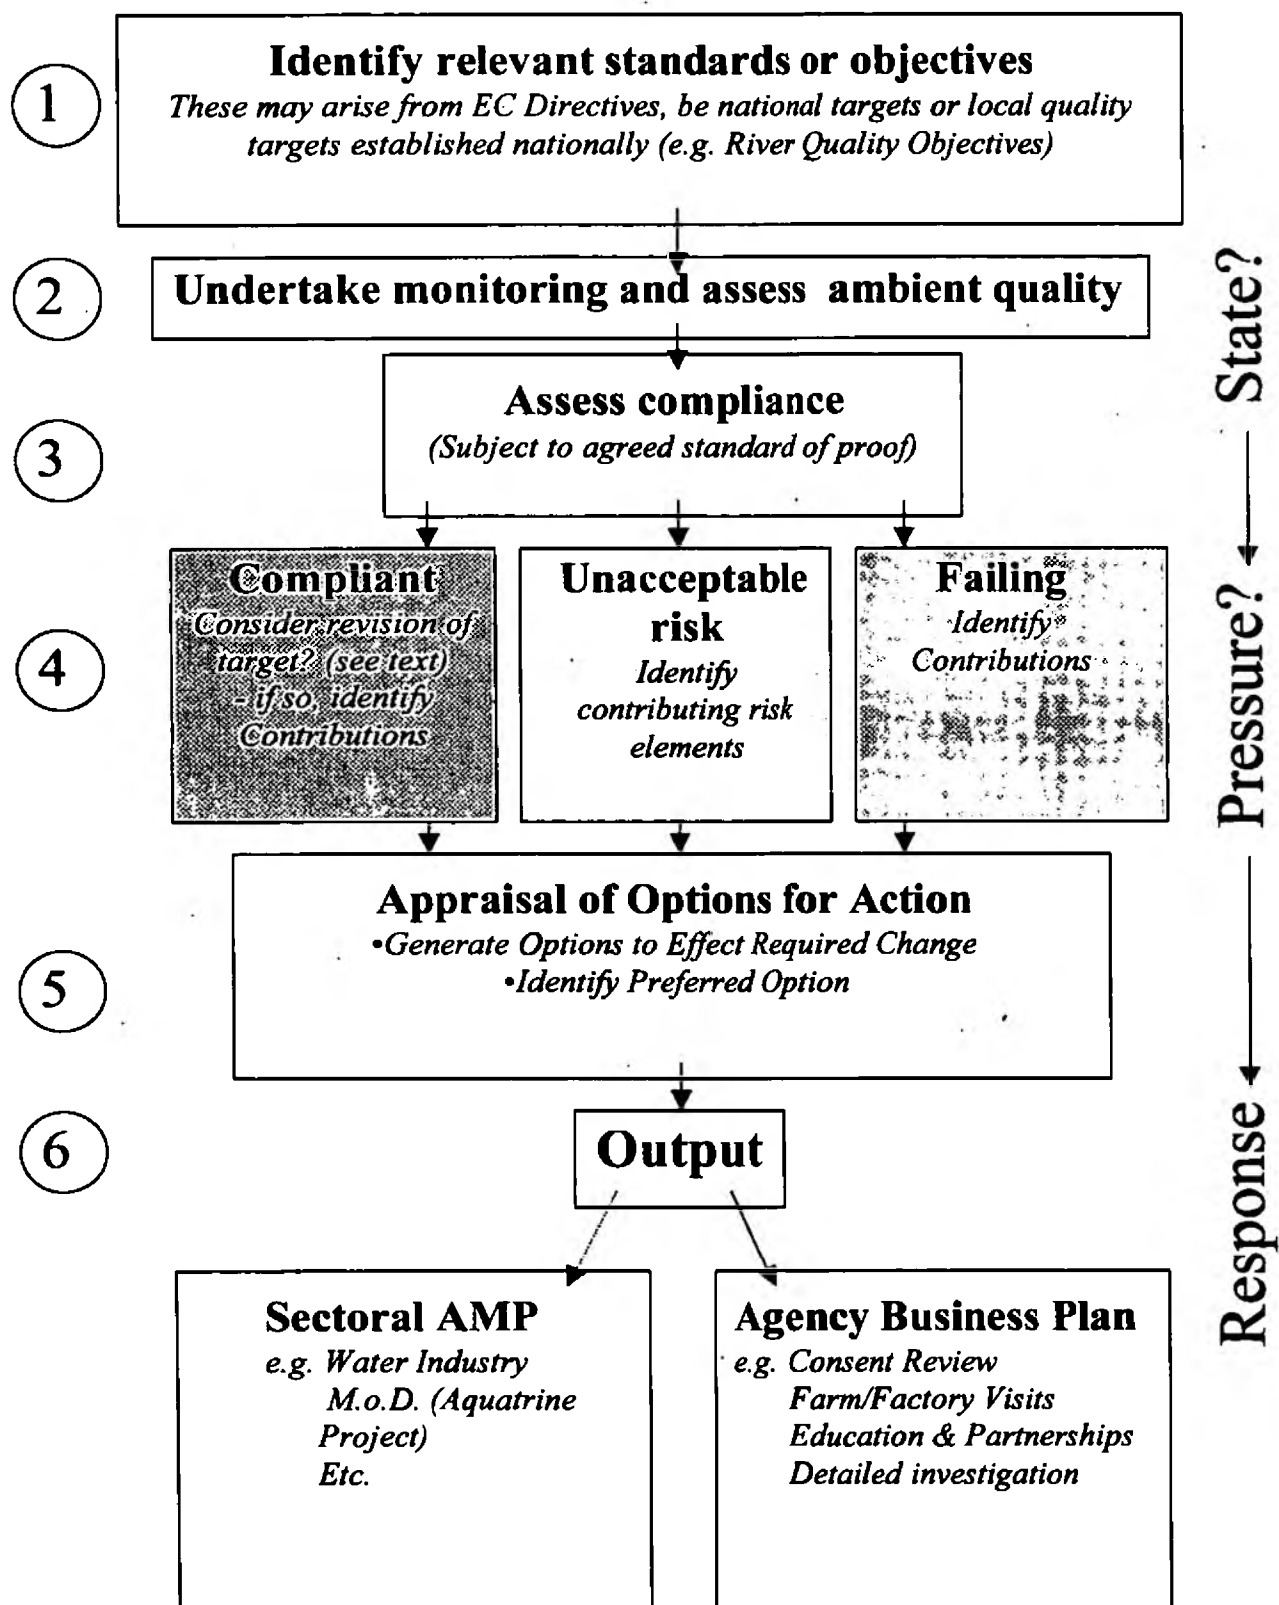 1
Identify relevant standards or objectives
These may arise from EC Directives, be national targets or local quality
targets established nationally (e.g. River Quality Objectives)
2
Undertake monitoring and assess ambient quality
State?
3
Assess compliance
(Subject to agreed standard of proof)
4
Compliant
Consider revision of
target? (see text)
- if so, identify
Contributions
Unacceptable
risk
Identify
contributing risk
elements
Failing
Identify
Contributions
Pressure?
5
Appraisal of Options for Action
•Generate Options to Effect Required Change
•Identify Preferred Option
6
Output
Response
Sectoral AMP
e.g. Water Industry
M.o.D. (Aquatrine
Project)
Etc.
Agency Business Plan
e.g. Consent Review
Farm/Factory Visits
Education & Partnerships
Detailed investigation